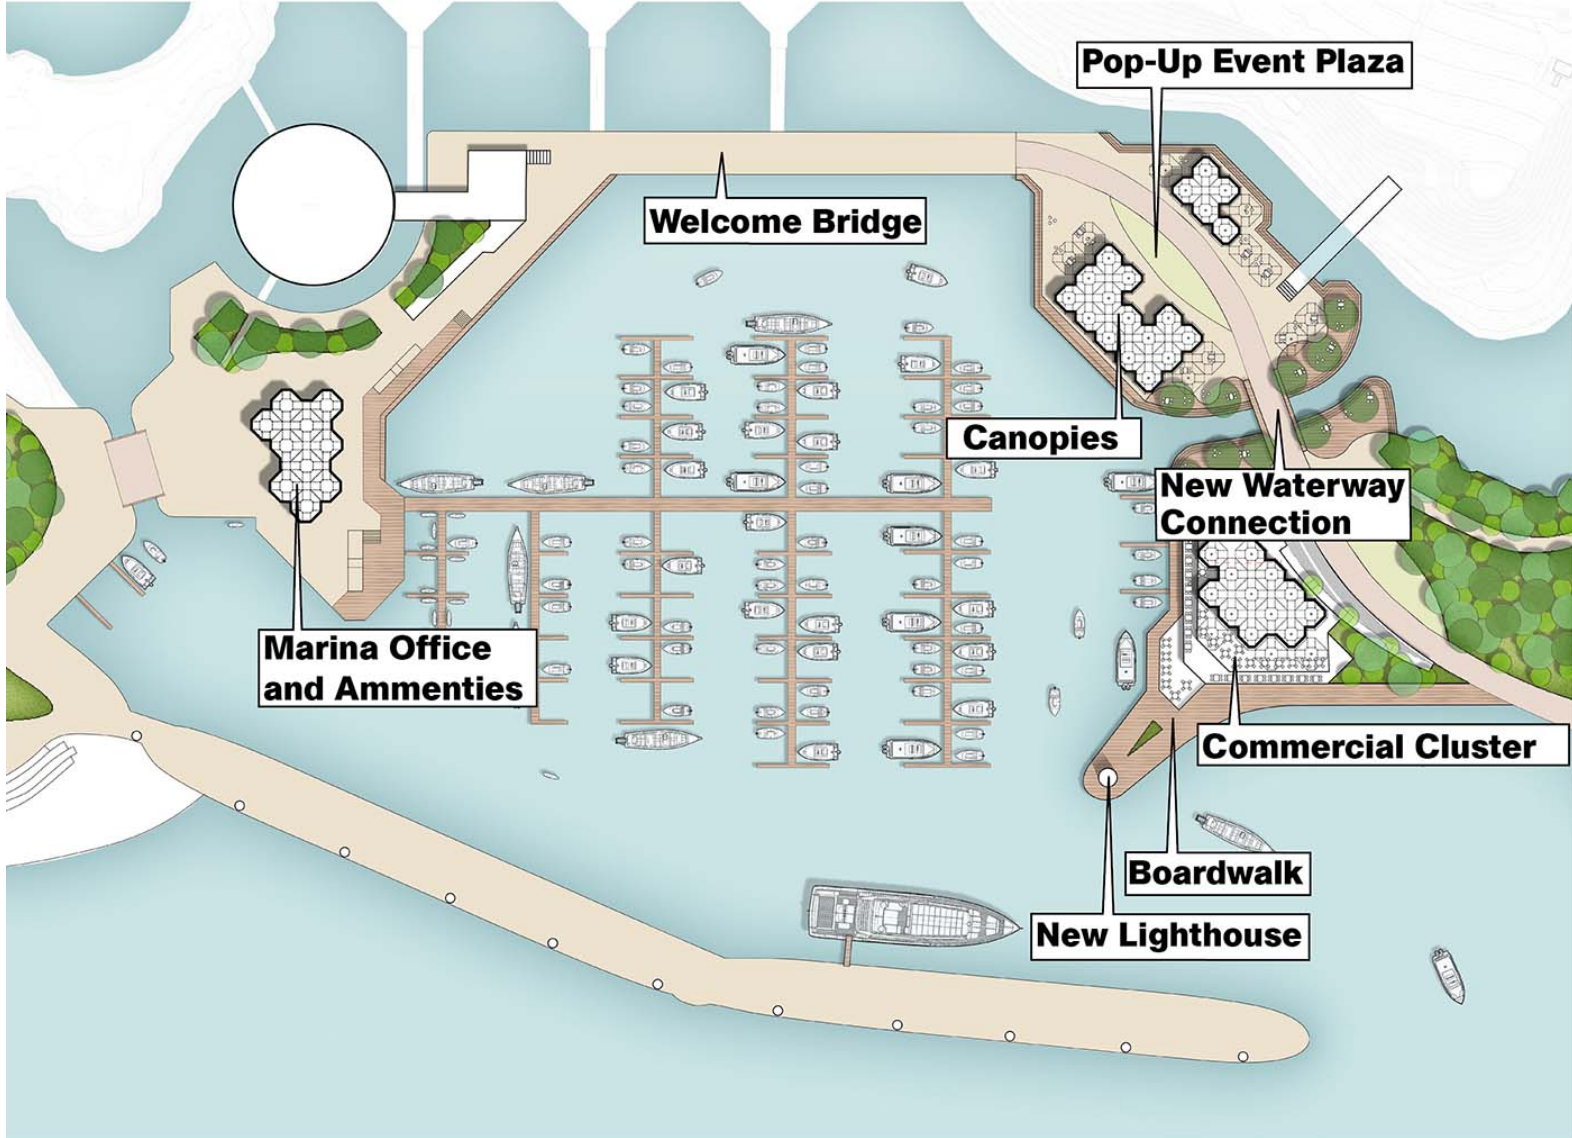 Pop-Up Event Plaza
Welcome Bridge
Canopies
New Waterway
Connection
Marina Office
and Ammenties
Commercial Cluster
Boardwalk
New Lighthouse